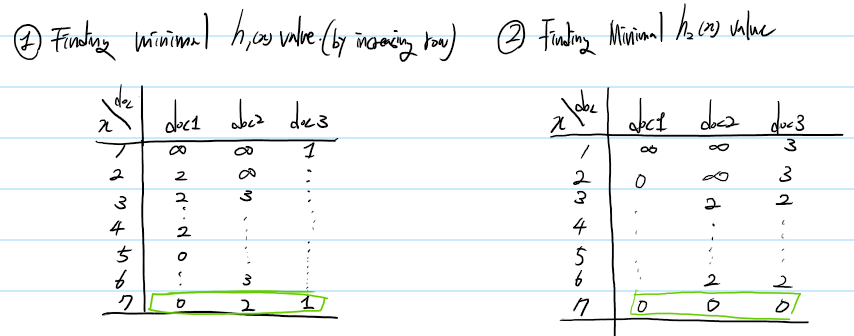 ① Finding minimal h₁(x) value. (by increasing row)
x \ doc doc1 doc2 doc3
1 ∞ ∞ 1
2 2 ∞ :
3 2 3 :
4 2 : :
5 0 : :
6 : 3 :
7 0 2 1
② Finding Minimal h₂(x) value
x \ doc doc1 doc2 doc3
1 ∞ ∞ 3
2 0 ∞ 3
3 . 2 2
4 : : :
5 : : :
6 : 2 2
7 0 0 0